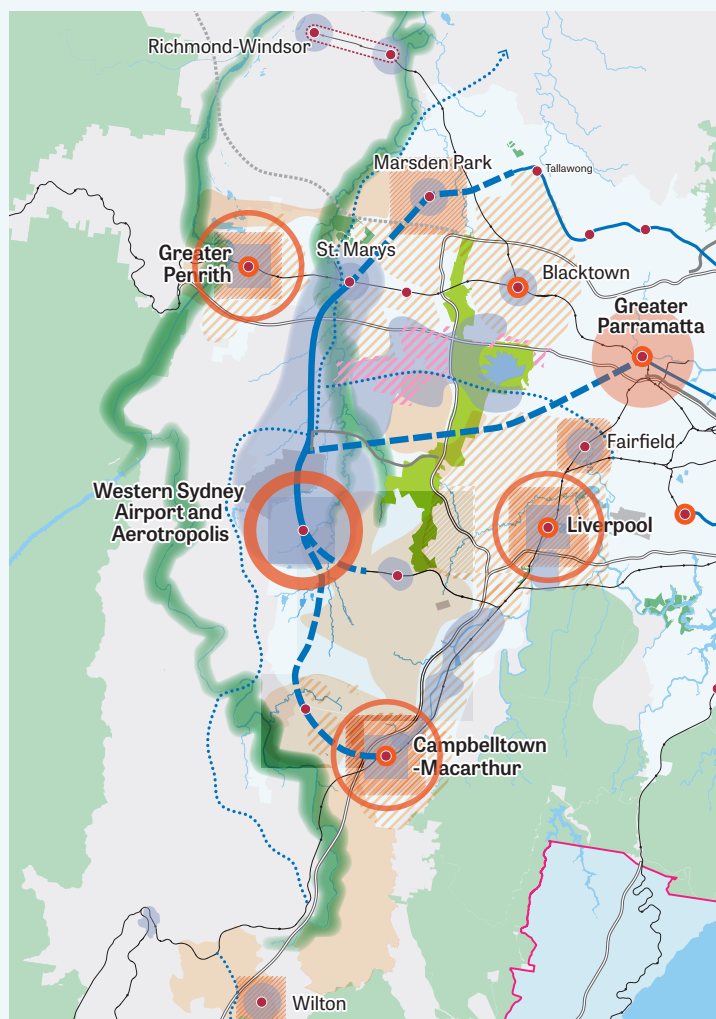 Richmond-Windsor
Marsden Park
Tallawong
St. Marys
Greater
Penrith
Blacktown
Greater
Parramatta
Fairfield
Western Sydney
Airport and
Aerotropolis
Liverpool
Campbelltown
-Macarthur
Wilton